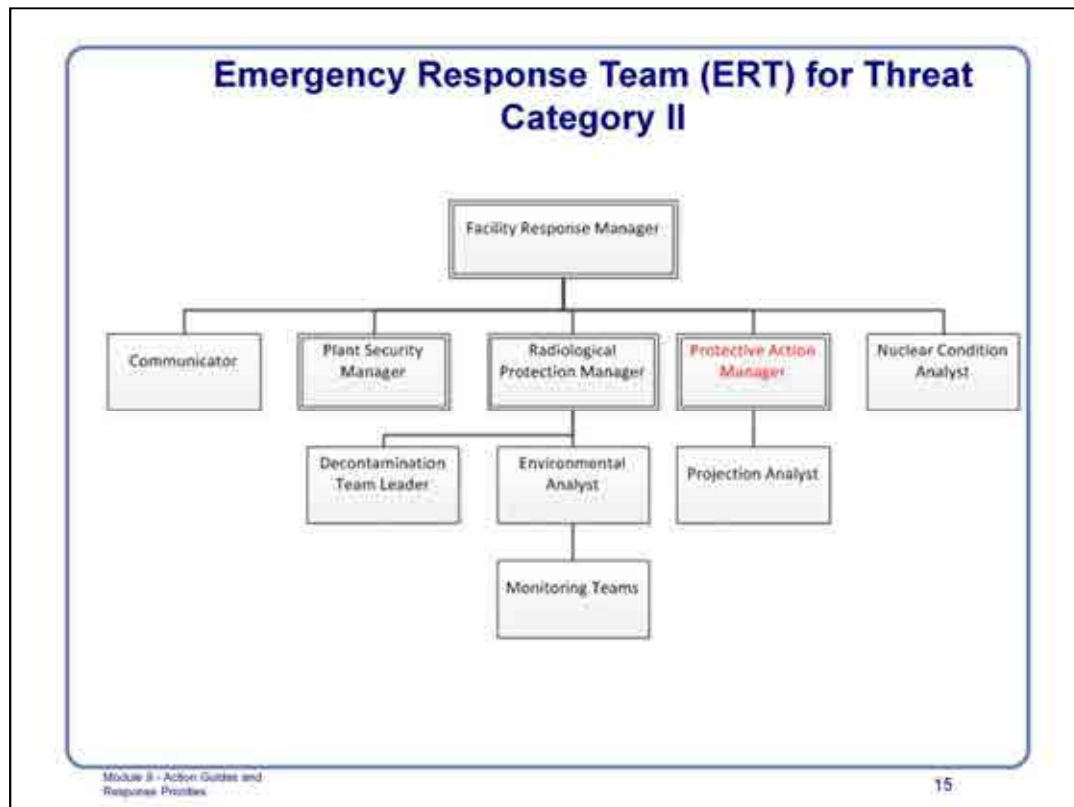 Emergency Response Team (ERT) for Threat
Category II
Facility Response Manager
Communicator
Plant Security
Manager
Radiological
Protection Manager
Protective Action
Manager
Nuclear Condition
Analyst
Decontamination
Team Leader
Environmental
Analyst
Projection Analyst
Monitoring Teams
Module - Action Guides and
Response Priorities
15